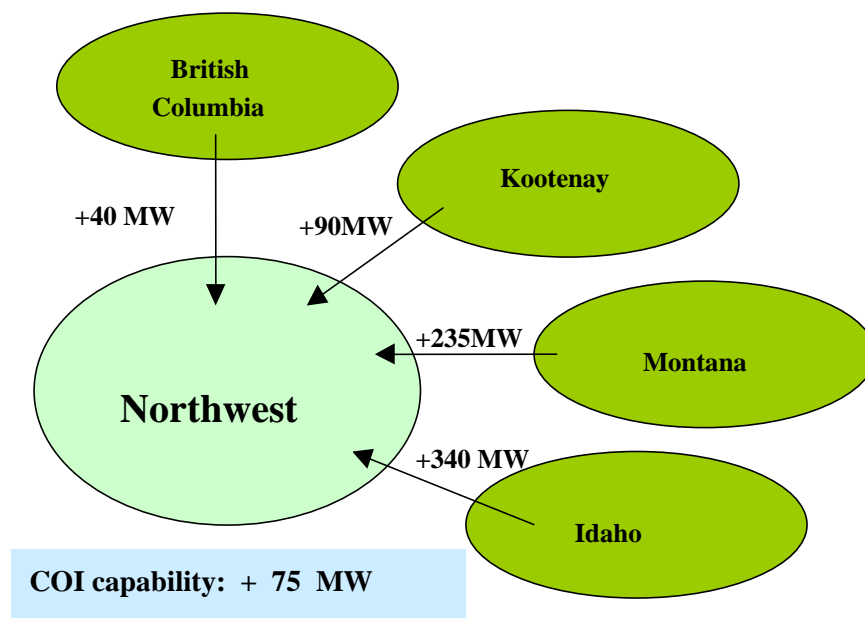 British
Columbia
Kootenay
+40 MW
+90MW
+235MW
Montana
Northwest
+340 MW
Idaho
COI capability: + 75 MW